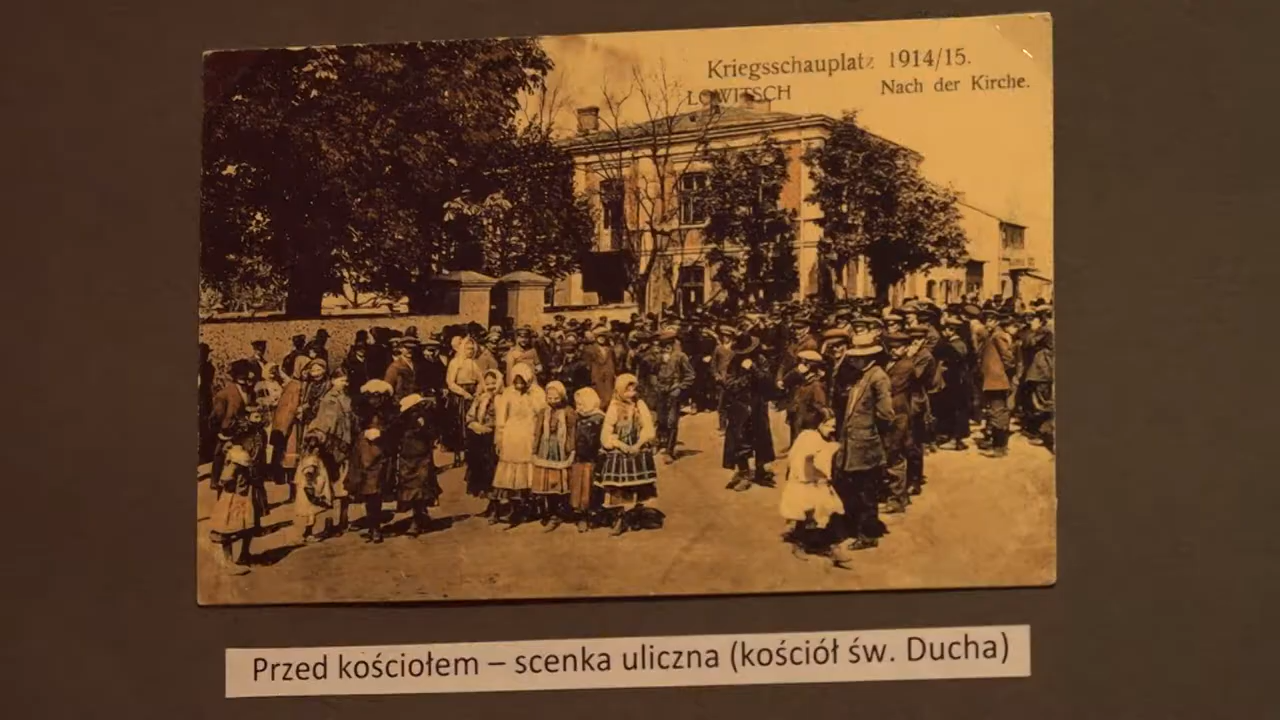 Kriegsschauplatz 1914/15.
LOWITSCH
Nach der Kirche.
Przed kościołem – scenka uliczna (kościół św. Ducha)